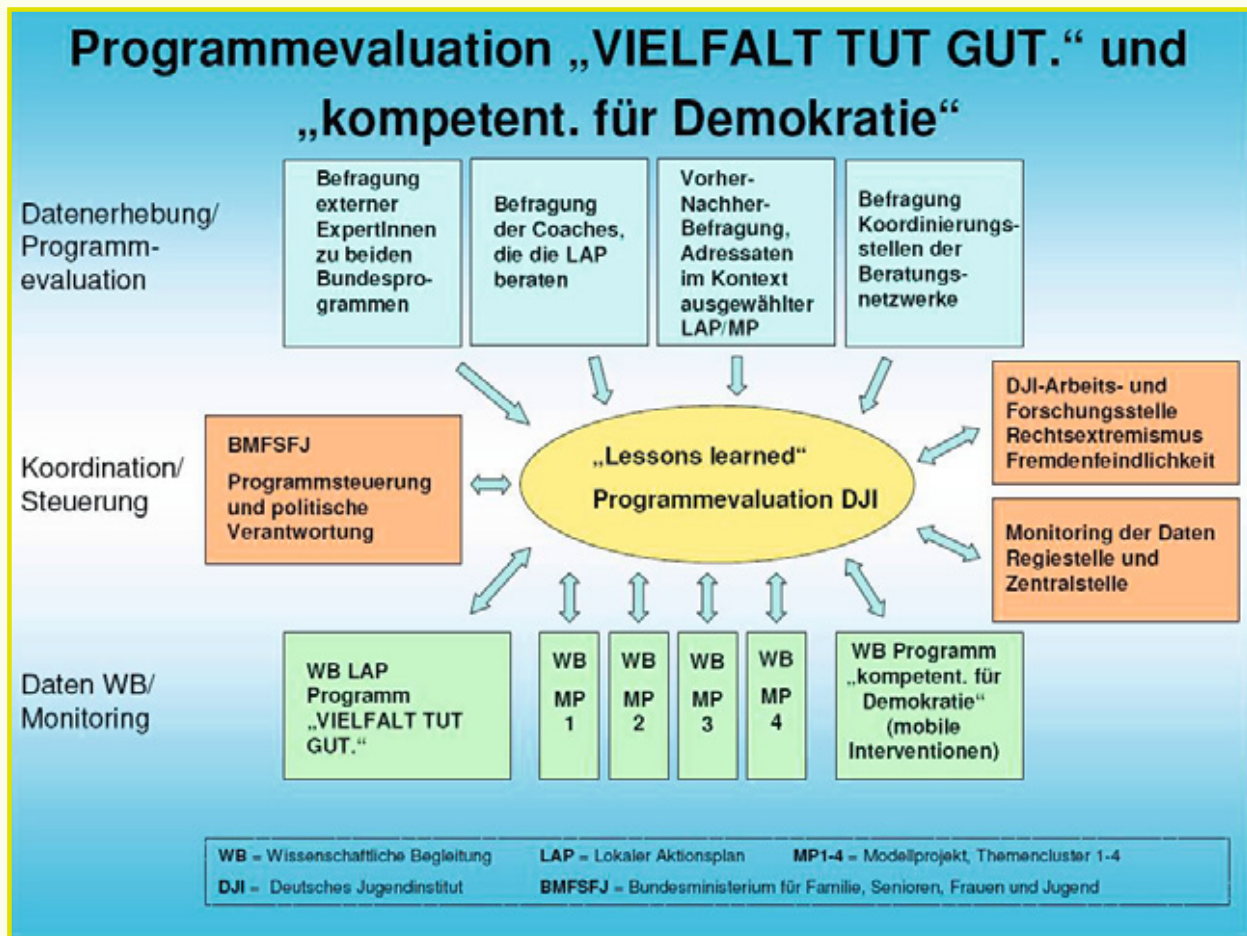 Programmevaluation „VIELFALT TUT GUT.“ und
„kompetent. für Demokratie“
Datenerhebung/
Programm-
evaluation
Befragung
externer
ExpertInnen
zu beiden
Bundespro-
grammen
Befragung
der Coaches,
die die LAP
beraten
Vorher-
Nachher-
Befragung,
Adressaten
im Kontext
ausgewählter
LAP/MP
Befragung
Koordinierungs-
stellen der
Beratungs-
netzwerke
Koordination/
Steuerung
BMFSFJ
Programmsteuerung
und politische
Verantwortung
„Lessons learned“
Programmevaluation DJI
DJI-Arbeits- und
Forschungsstelle
Rechtsextremismus
Fremdenfeindlichkeit
Monitoring der Daten
Regiestelle und
Zentralstelle
Daten WB/
Monitoring
WB LAP
Programm
„VIELFALT TUT
GUT.“
WB
MP
1
WB
MP
2
WB
MP
3
WB
MP
4
WB Programm
„kompetent. für
Demokratie“
(mobile
Interventionen)
WB = Wissenschaftliche Begleitung LAP = Lokaler Aktionsplan MP1-4 = Modellprojekt, Themencluster 1-4
DJI = Deutsches Jugendinstitut BMFSFJ = Bundesministerium für Familie, Senioren, Frauen und Jugend